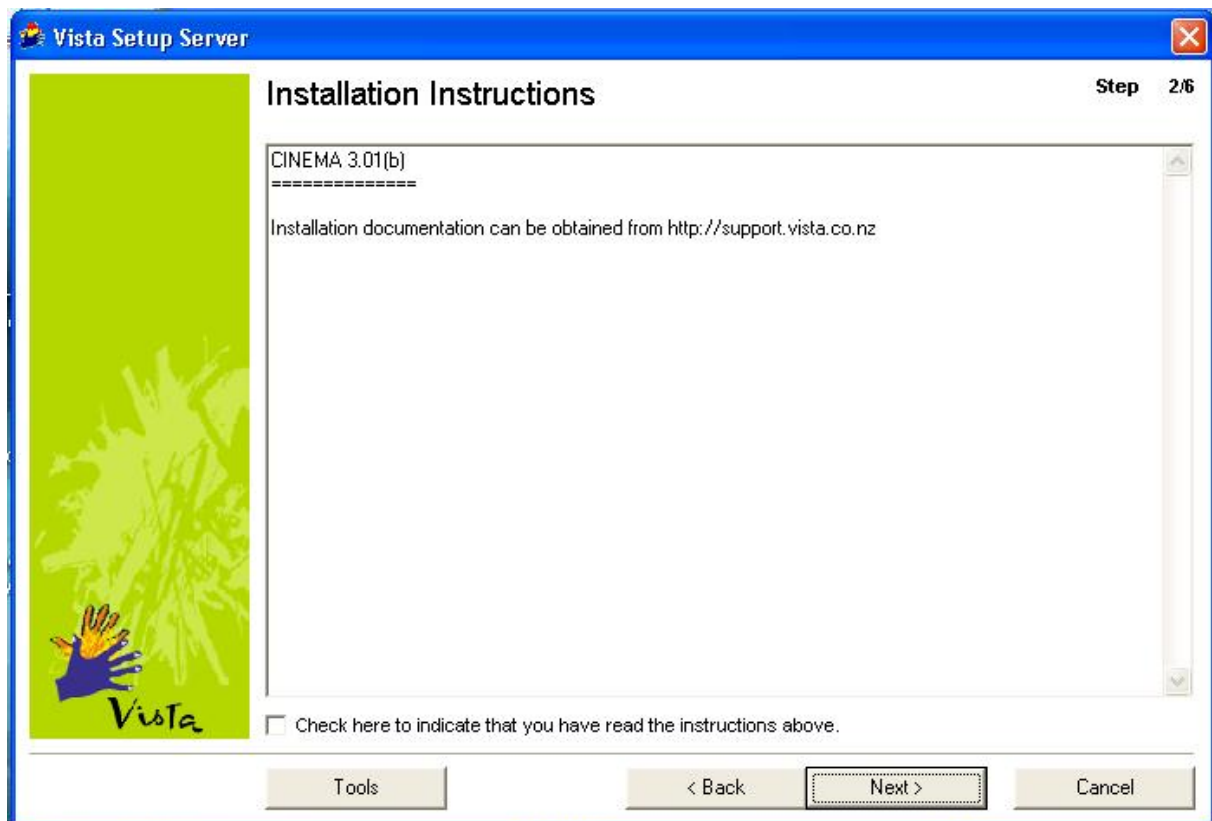 Vista Setup Server
Installation Instructions
Step 2/6
CINEMA 3.01(b)
==============
Installation documentation can be obtained from http://support.vista.co.nz
Vista
Check here to indicate that you have read the instructions above.
Tools
< Back
Next >
Cancel